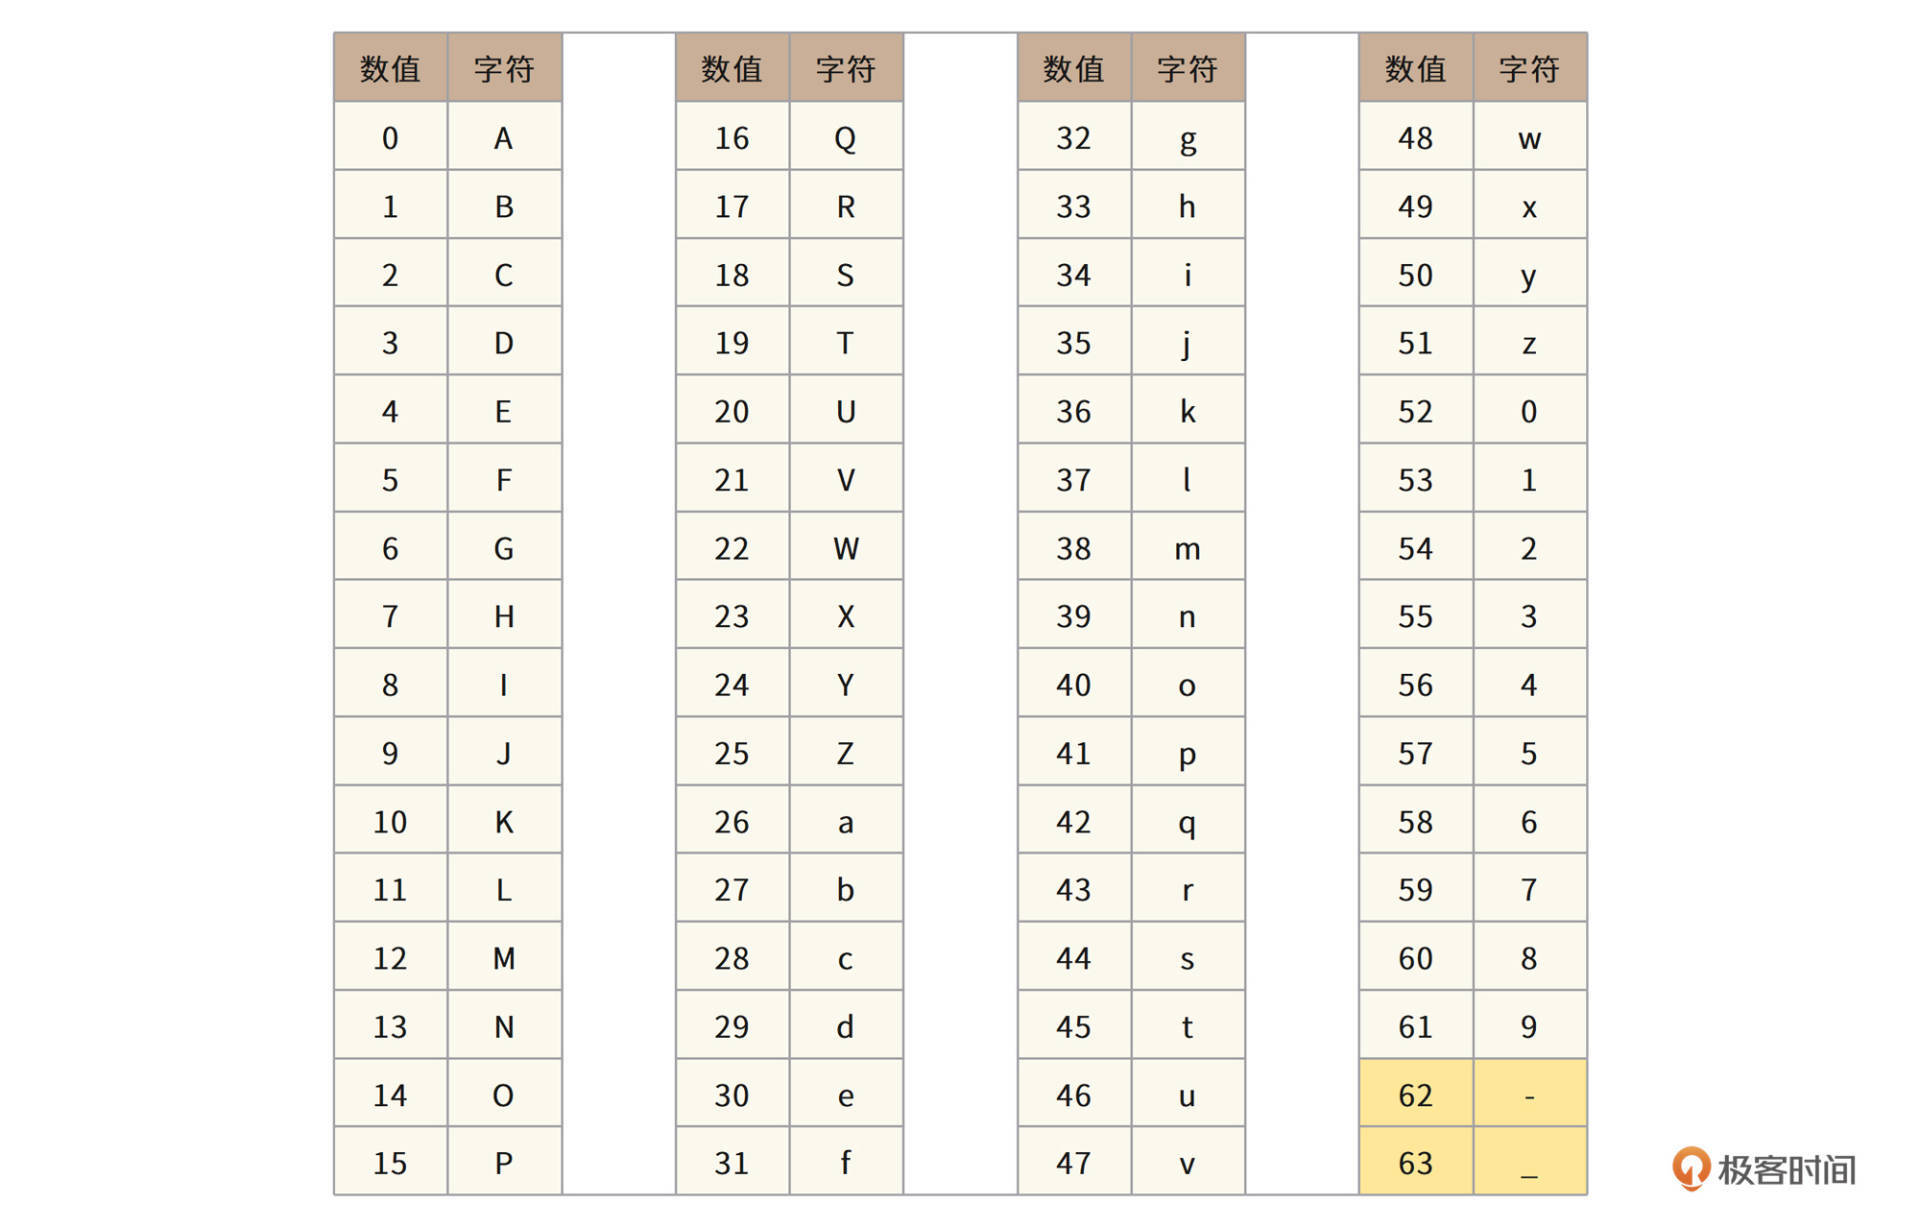 数值 字符 数值 字符 数值 字符 数值 字符
0 A 16 Q 32 g 48 w
1 B 17 R 33 h 49 x
2 C 18 S 34 i 50 y
3 D 19 T 35 j 51 z
4 E 20 U 36 k 52 0
5 F 21 V 37 l 53 1
6 G 22 W 38 m 54 2
7 H 23 X 39 n 55 3
8 I 24 Y 40 o 56 4
9 J 25 Z 41 p 57 5
10 K 26 a 42 q 58 6
11 L 27 b 43 r 59 7
12 M 28 c 44 s 60 8
13 N 29 d 45 t 61 9
14 O 30 e 46 u 62 -
15 P 31 f 47 v 63 _
极客时间